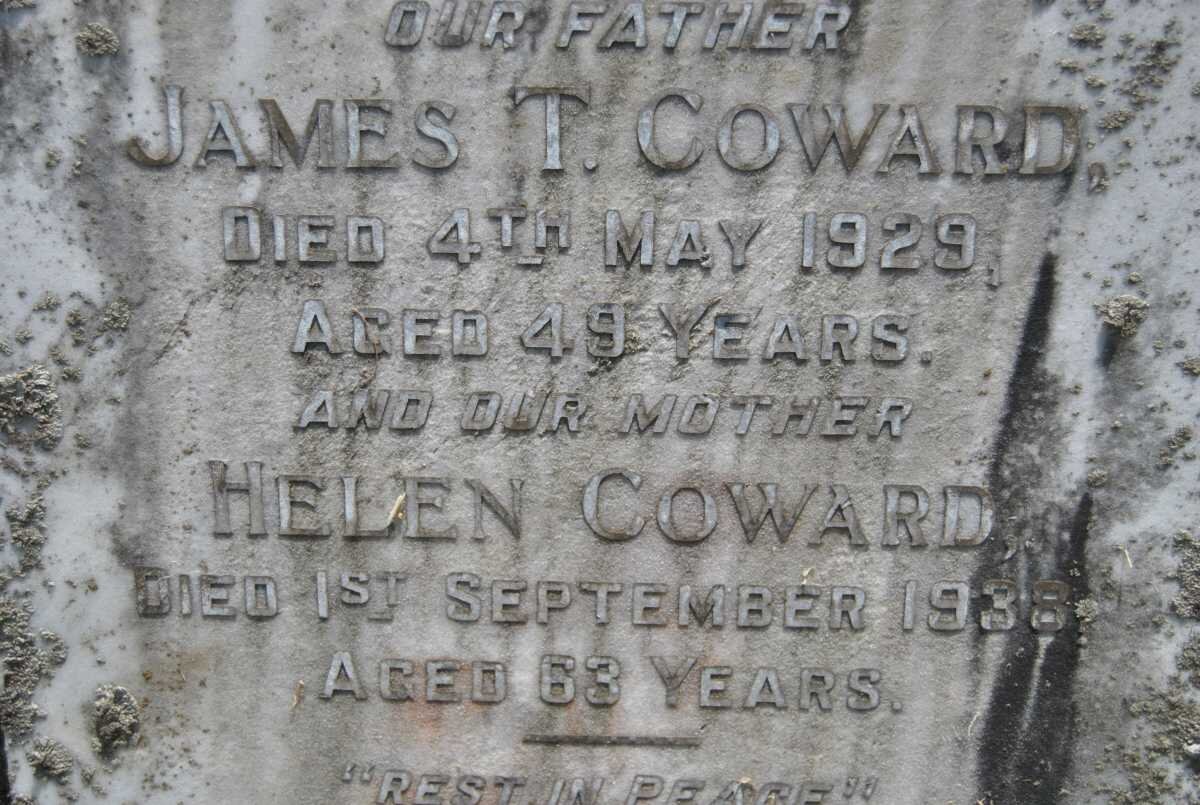 OUR FATHER
JAMES T. COWARD,
DIED 4TH MAY 1929,
AGED 49 YEARS.
AND OUR MOTHER
HELEN COWARD,
DIED 1ST SEPTEMBER 1938
AGED 63 YEARS.
"REST IN PEACE"